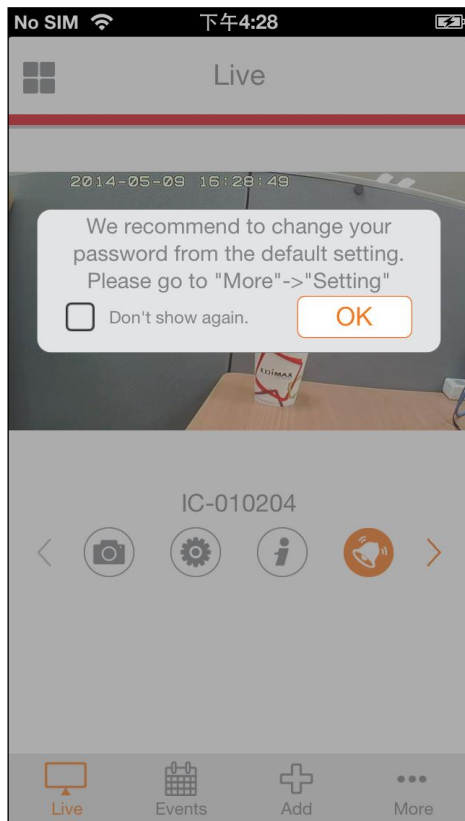 No SIM 下午4:28
Live
2014-05-09 16:28:49
We recommend to change your
password from the default setting.
Please go to "More"->"Setting"
Don't show again. OK
EDIMAX
IC-010204
Live Events Add More